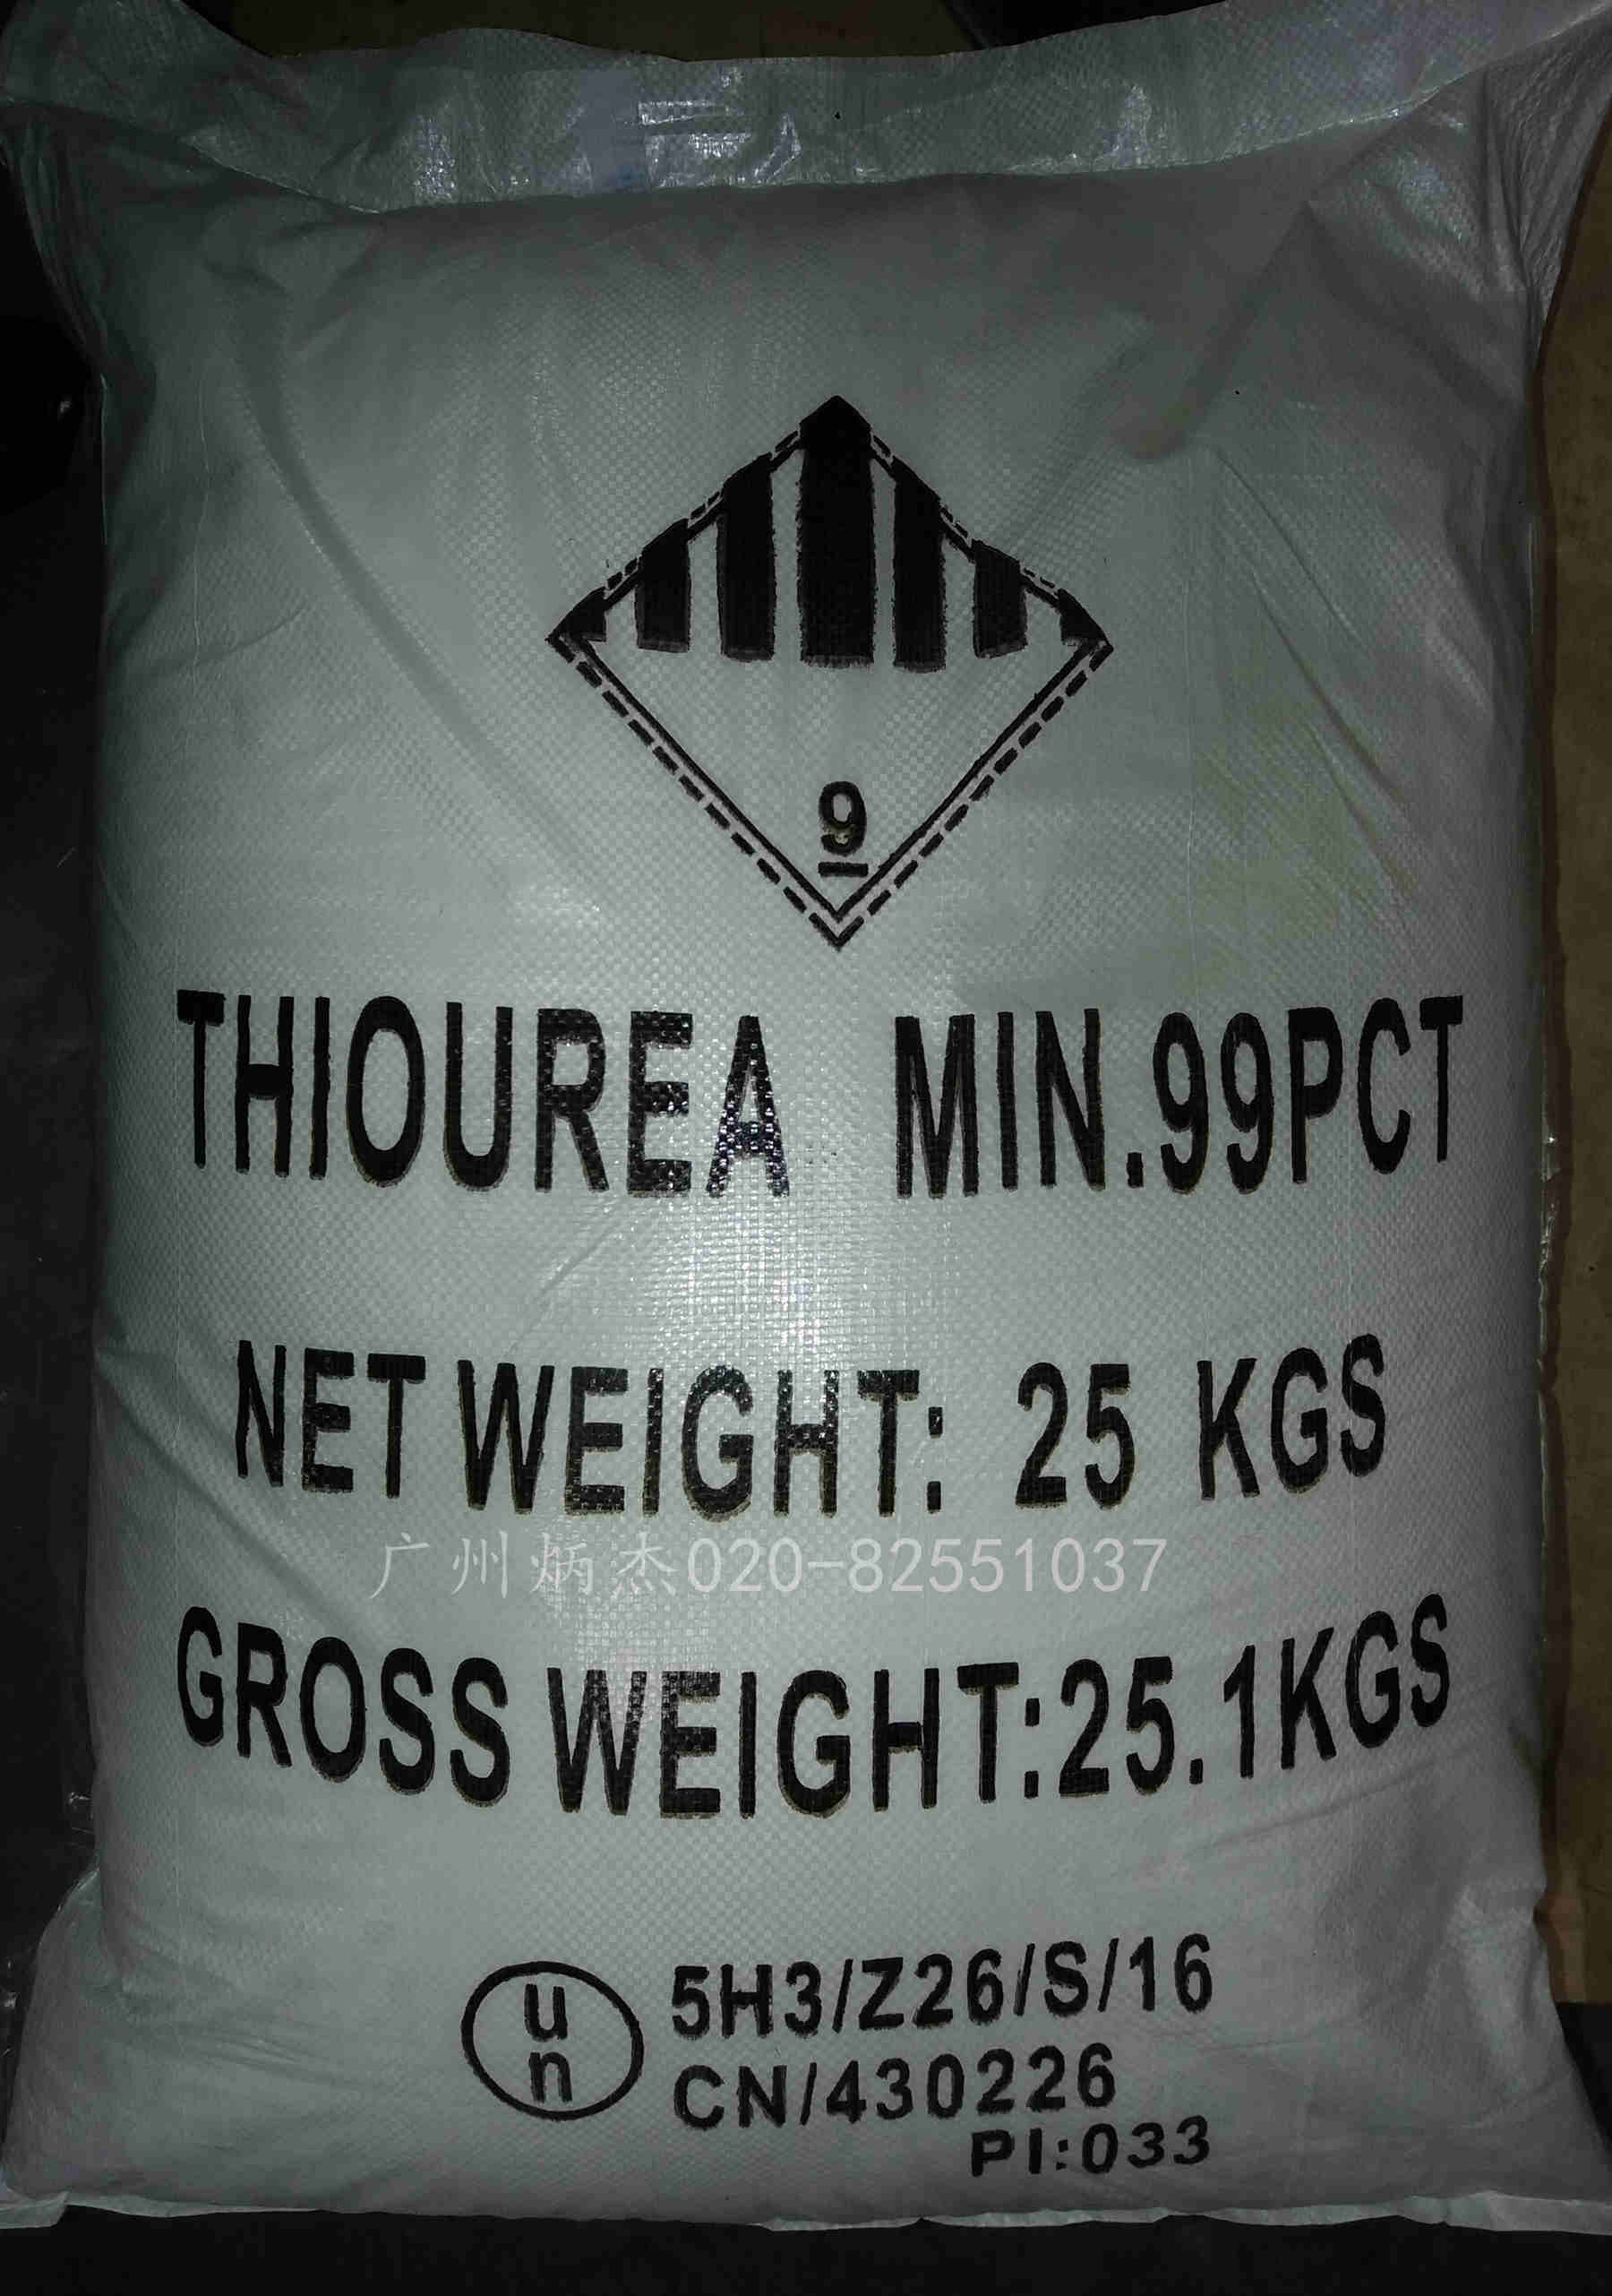 9
THIOUREA MIN.99PCT
NET WEIGHT: 25 KGS
广州炳杰020-82551037
GROSS WEIGHT:25.1KGS
un 5H3/Z26/S/16
CN/430226
PI:033